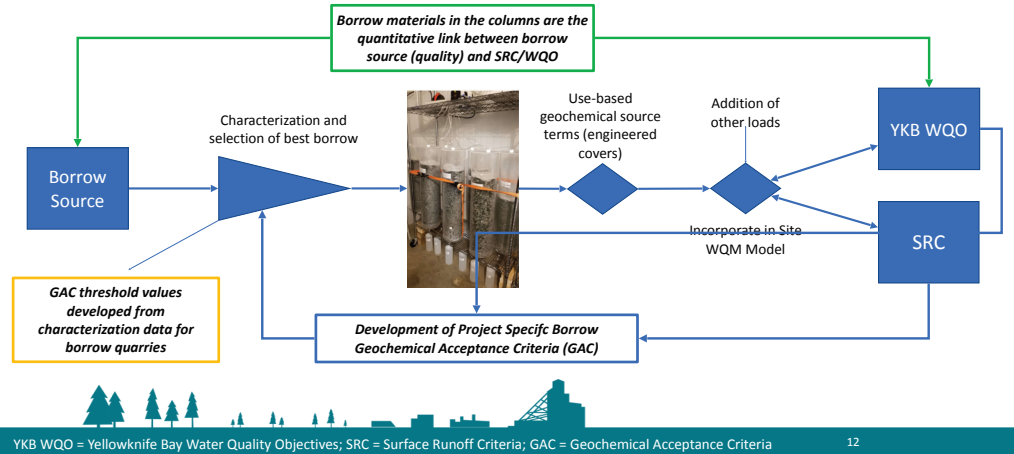 Borrow materials in the columns are the
quantitative link between borrow
source (quality) and SRC/WQO
Characterization and
selection of best borrow
Use-based
geochemical source
terms (engineered
covers)
Addition of
other loads
YKB WQO
Borrow
Source
Incorporate in Site
WQM Model
SRC
GAC threshold values
developed from
characterization data for
borrow quarries
Development of Project Specifc Borrow
Geochemical Acceptance Criteria (GAC)
YKB WQO = Yellowknife Bay Water Quality Objectives; SRC = Surface Runoff Criteria; GAC = Geochemical Acceptance Criteria
12